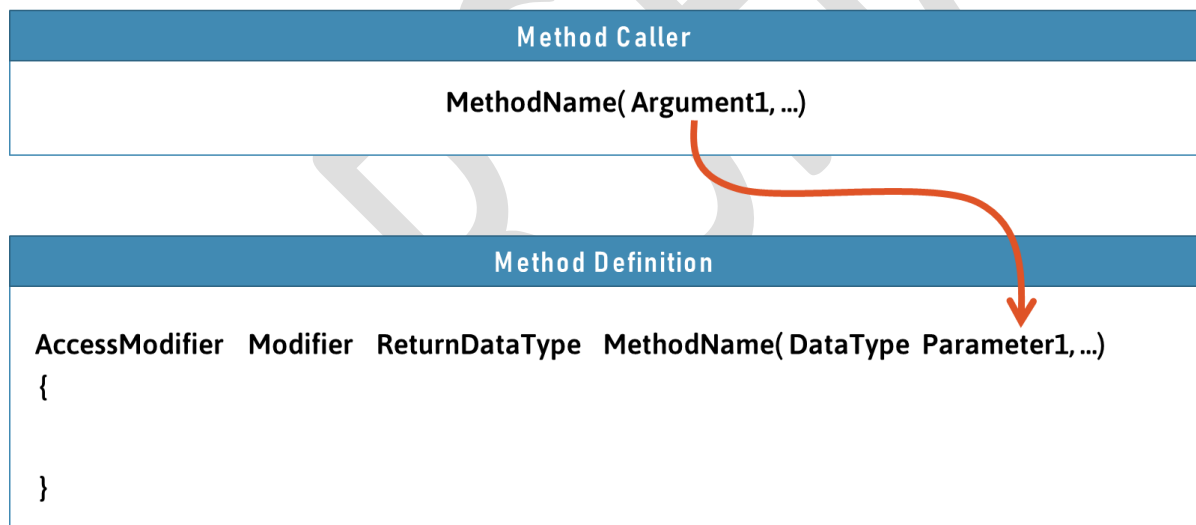 Method Caller
MethodName( Argument1, ...)
Method Definition
AccessModifier Modifier ReturnDataType MethodName( DataType Parameter1, ...)
{
}